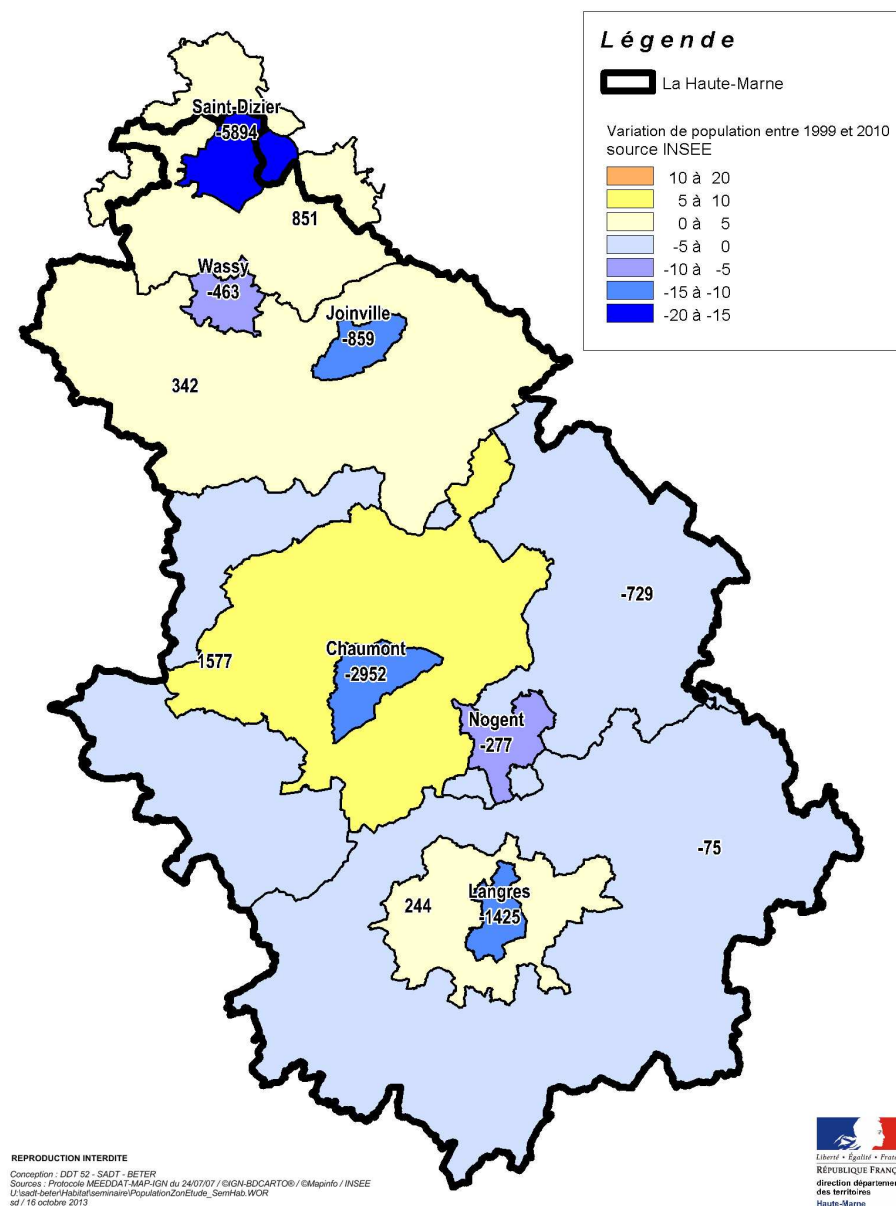 Légende
La Haute-Marne
Variation de population entre 1999 et 2010
source INSEE
10 à 20
5 à 10
0 à 5
-5 à 0
-10 à -5
-15 à -10
-20 à -15
Saint-Dizier
-5894
851
Wassy
-463
Joinville
-859
342
-729
1577
Chaumont
-2952
Nogent
-277
-75
244
Langres
-1425
REPRODUCTION INTERDITE
Conception : DDT 52 - SADT - BETER
Sources : Protocole MEEDDAT-MAP-IGN du 24/07/07 / ©IGN-BDCARTO® / ©Mapinfo / INSEE
U:\sadt-beter\Habitat\seminaire\PopulationZonEtude_SemHab.WOR
sd / 16 octobre 2013
Liberté • Égalité • Frate
RÉPUBLIQUE FRANÇ
direction départemen
des territoires
Haute-Marne